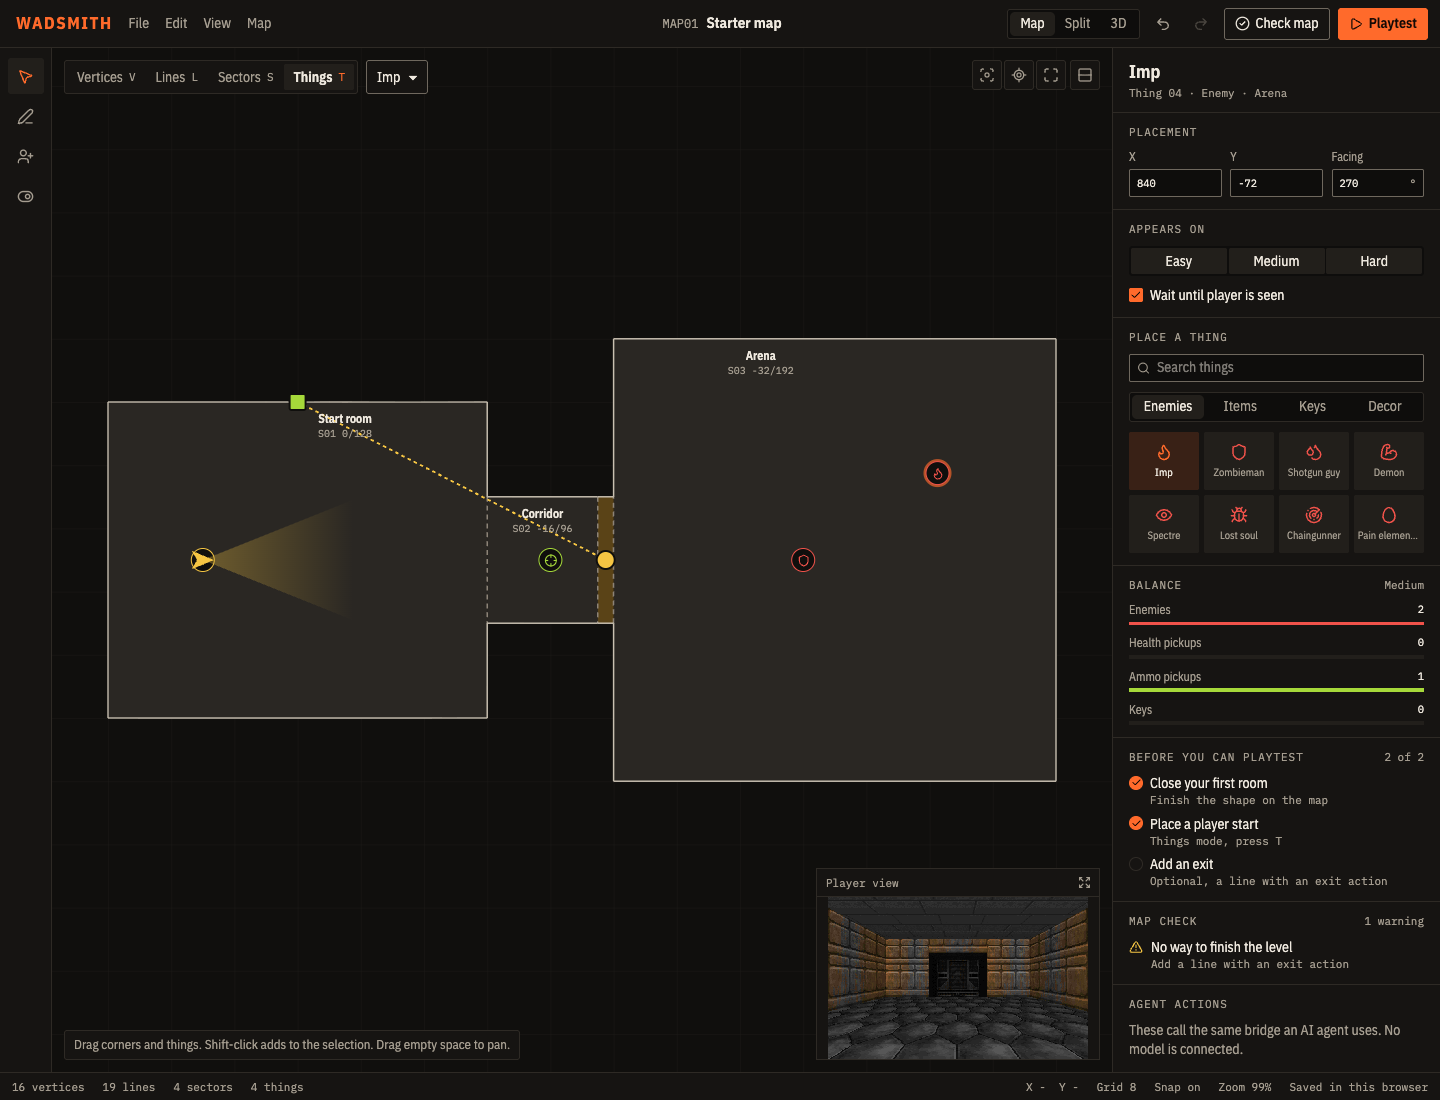 WADSMITH File Edit View Map
MAP01 Starter map
Map Split 3D
Check map
Playtest
Vertices V Lines L Sectors S Things T
Imp
Arena
S03 -32/192
Start room
S01 0/128
Corridor
S02 -16/96
Player view
Drag corners and things. Shift-click adds to the selection. Drag empty space to pan.
Imp
Thing 04 · Enemy · Arena
PLACEMENT
X Y Facing
840 -72 270 °
APPEARS ON
Easy Medium Hard
Wait until player is seen
PLACE A THING
Search things
Enemies Items Keys Decor
Imp Zombieman Shotgun guy Demon
Spectre Lost soul Chaingunner Pain elemen...
BALANCE Medium
Enemies 2
Health pickups 0
Ammo pickups 1
Keys 0
BEFORE YOU CAN PLAYTEST 2 of 2
Close your first room
Finish the shape on the map
Place a player start
Things mode, press T
Add an exit
Optional, a line with an exit action
MAP CHECK 1 warning
No way to finish the level
Add a line with an exit action
AGENT ACTIONS
These call the same bridge an AI agent uses. No
model is connected.
16 vertices 19 lines 4 sectors 4 things
X - Y - Grid 8 Snap on Zoom 99% Saved in this browser